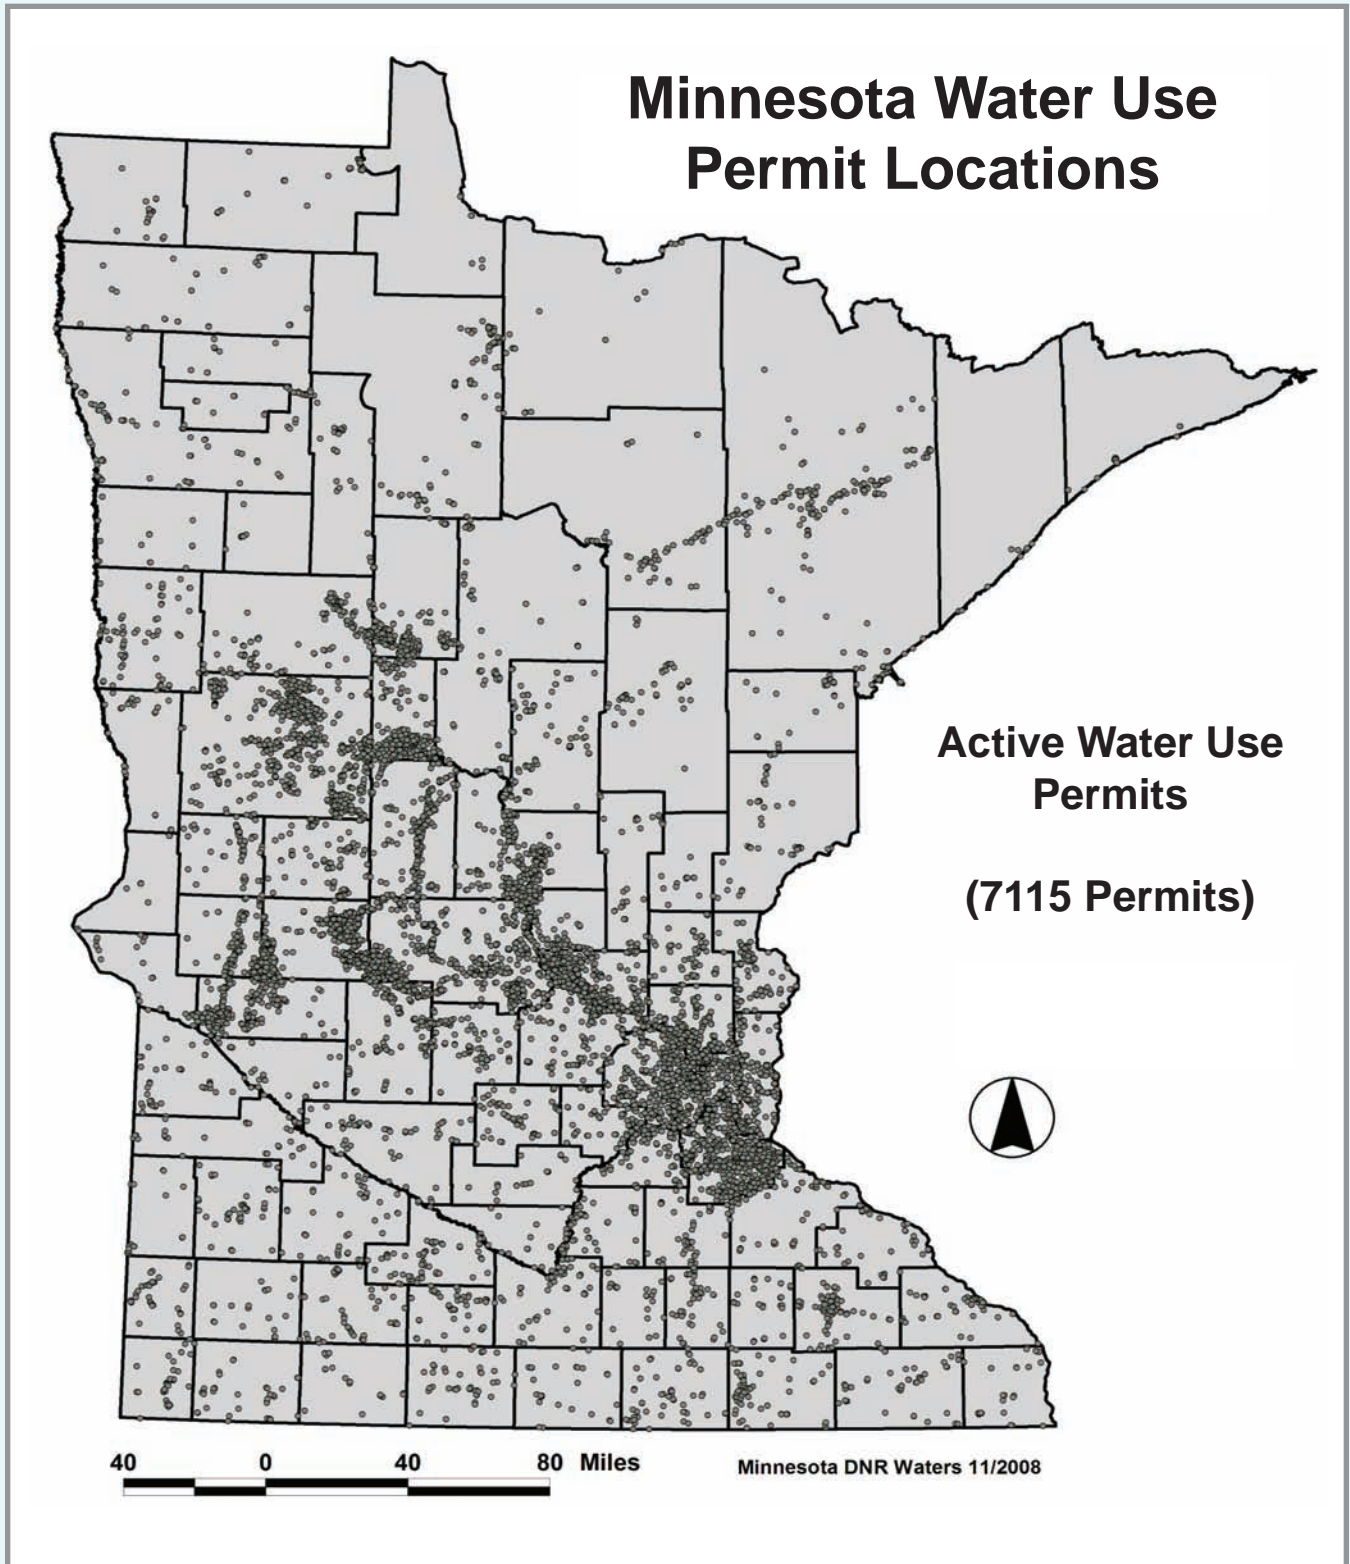 Minnesota Water Use
Permit Locations
Active Water Use
Permits
(7115 Permits)
40 0 40 80 Miles
Minnesota DNR Waters 11/2008